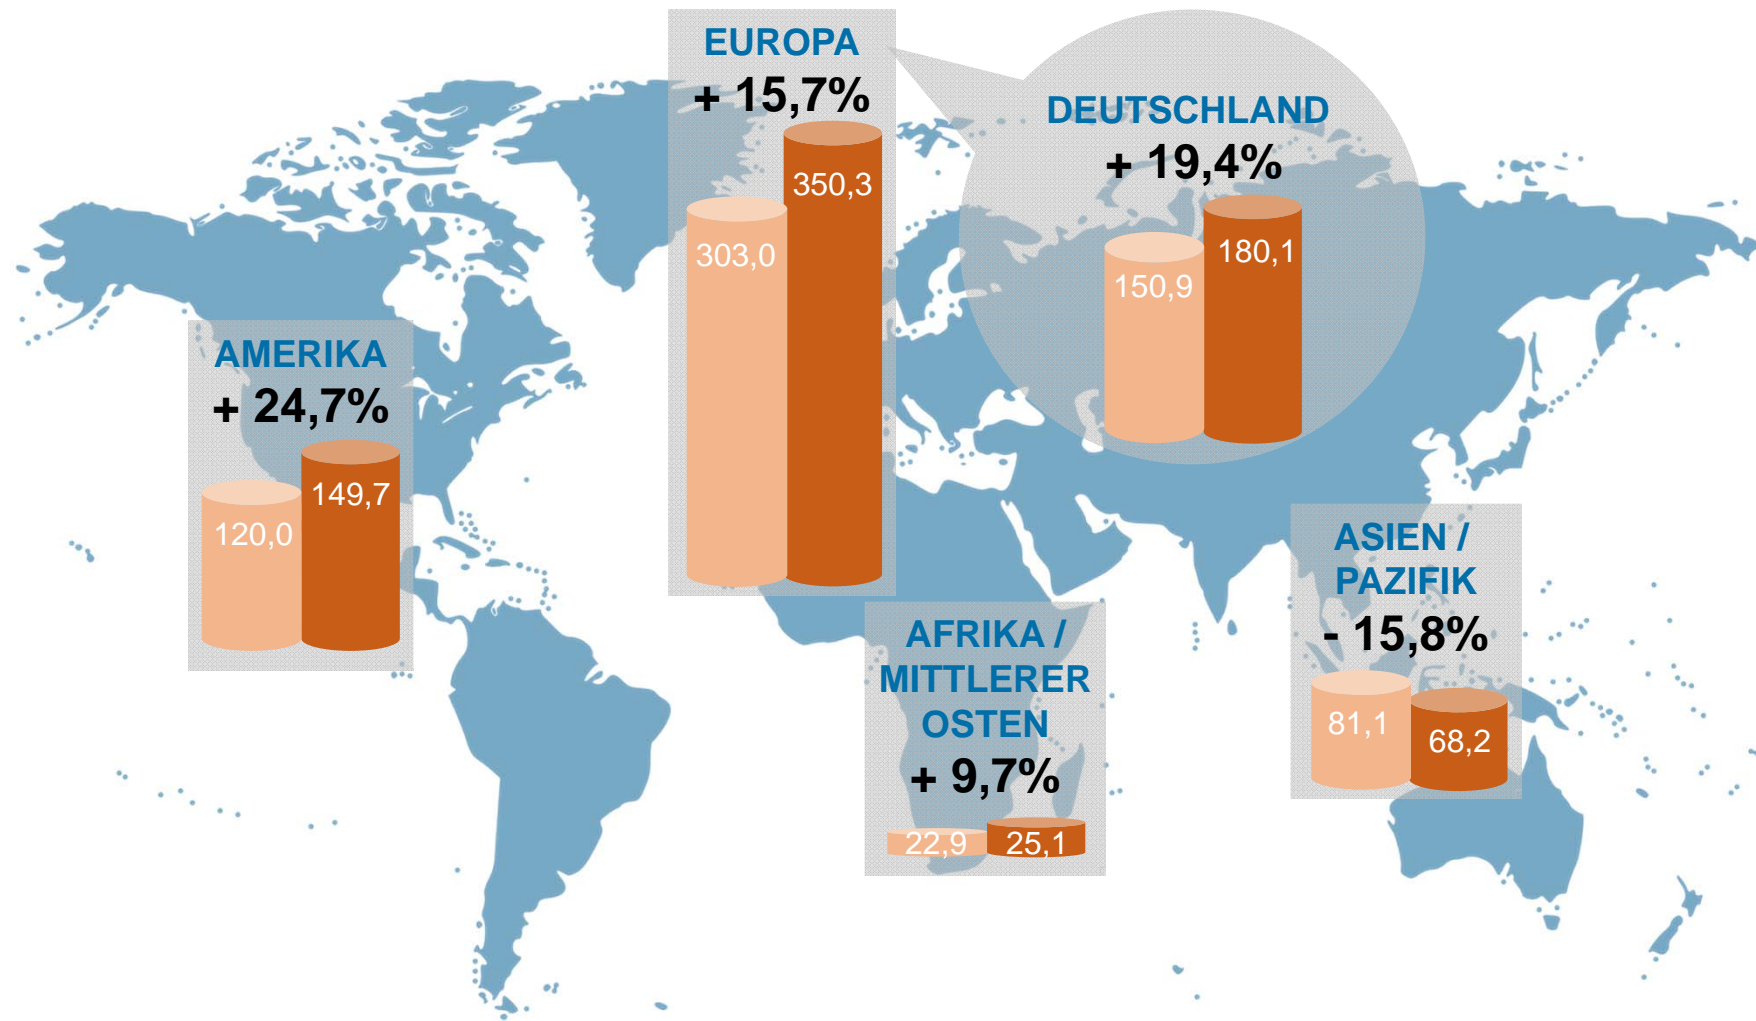 EUROPA
+ 15,7%
303,0
350,3
DEUTSCHLAND
+ 19,4%
150,9
180,1
AMERIKA
+ 24,7%
120,0
149,7
AFRIKA /
MITTLERER
OSTEN
+ 9,7%
22,9
25,1
ASIEN /
PAZIFIK
- 15,8%
81,1
68,2